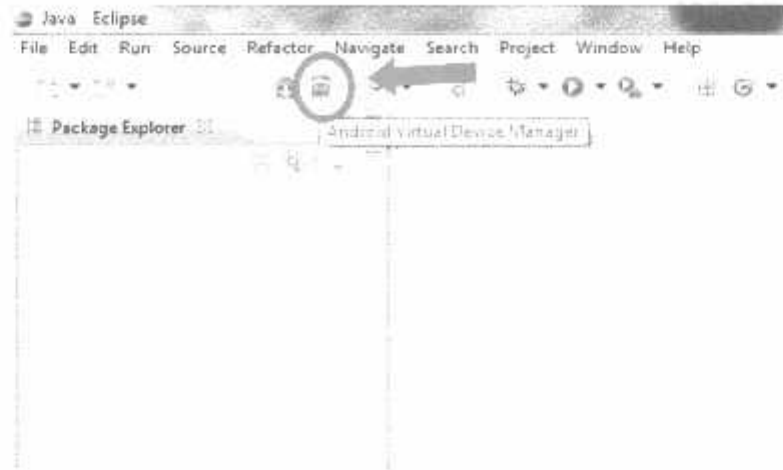 Java Eclipse
File Edit Run Source Refactor Navigate Search Project Window Help
Package Explorer
Android Virtual Device Manager